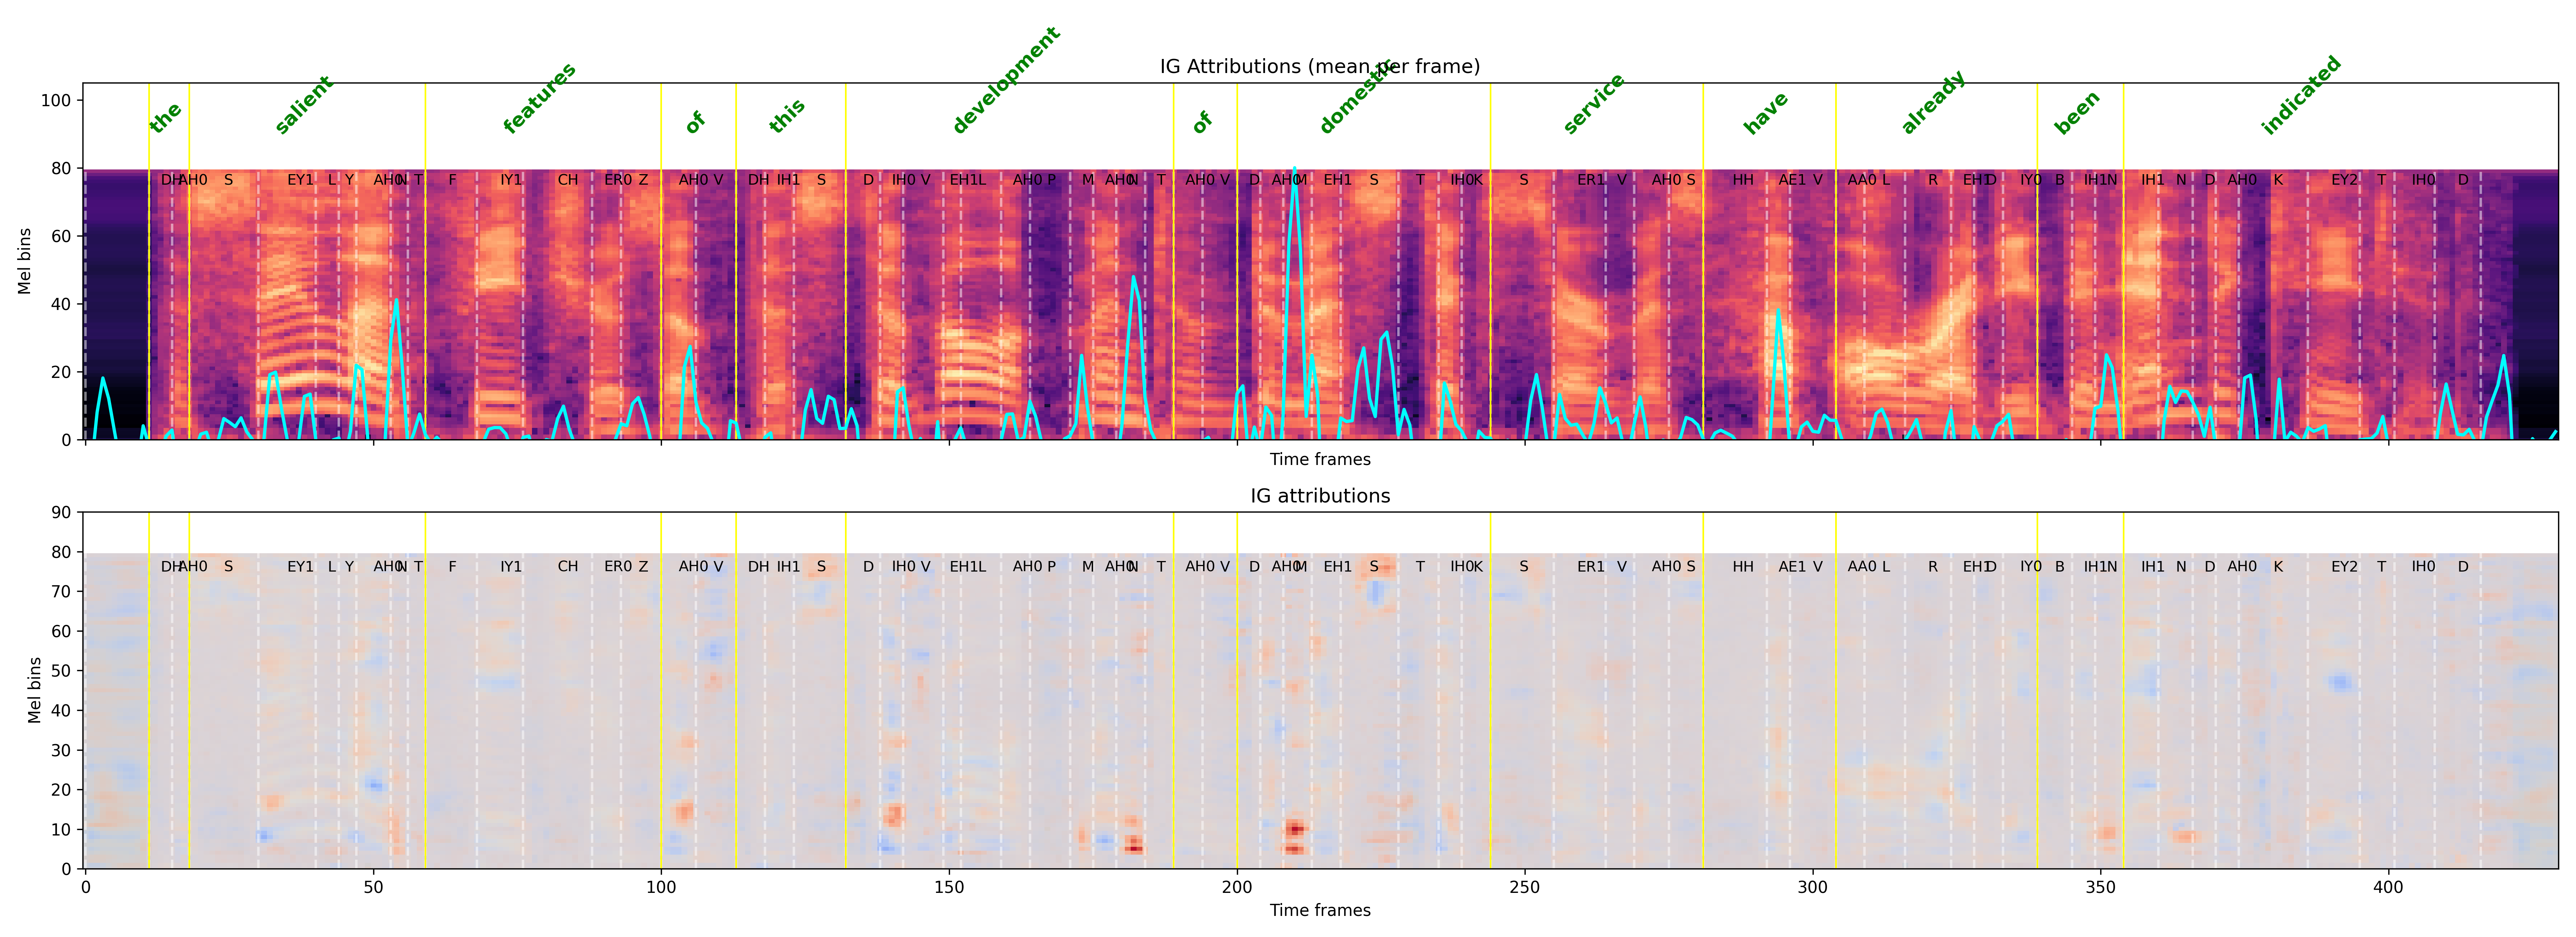 IG Attributions (mean per frame)
the salient features of this development of domestic service have already been indicated
100
80
60
40
20
0
Mel bins
DH AH0 S EY1 L Y AH0 N T F IY1 CH ER0 Z AH0 V DH IH1 S D IH0 V EH1 L AH0 P M AH0 N T AH0 V D AH0 M EH1 S T IH0 K S ER1 V AH0 S HH AE1 V AA0 L R EH1 D IY0 B IH1 N IH1 N D AH0 K EY2 T IH0 D
0 50 100 150 200 250 300 350 400
Time frames
IG attributions
90
80
70
60
50
40
30
20
10
0
Mel bins
DH AH0 S EY1 L Y AH0 N T F IY1 CH ER0 Z AH0 V DH IH1 S D IH0 V EH1 L AH0 P M AH0 N T AH0 V D AH0 M EH1 S T IH0 K S ER1 V AH0 S HH AE1 V AA0 L R EH1 D IY0 B IH1 N IH1 N D AH0 K EY2 T IH0 D
0 50 100 150 200 250 300 350 400
Time frames